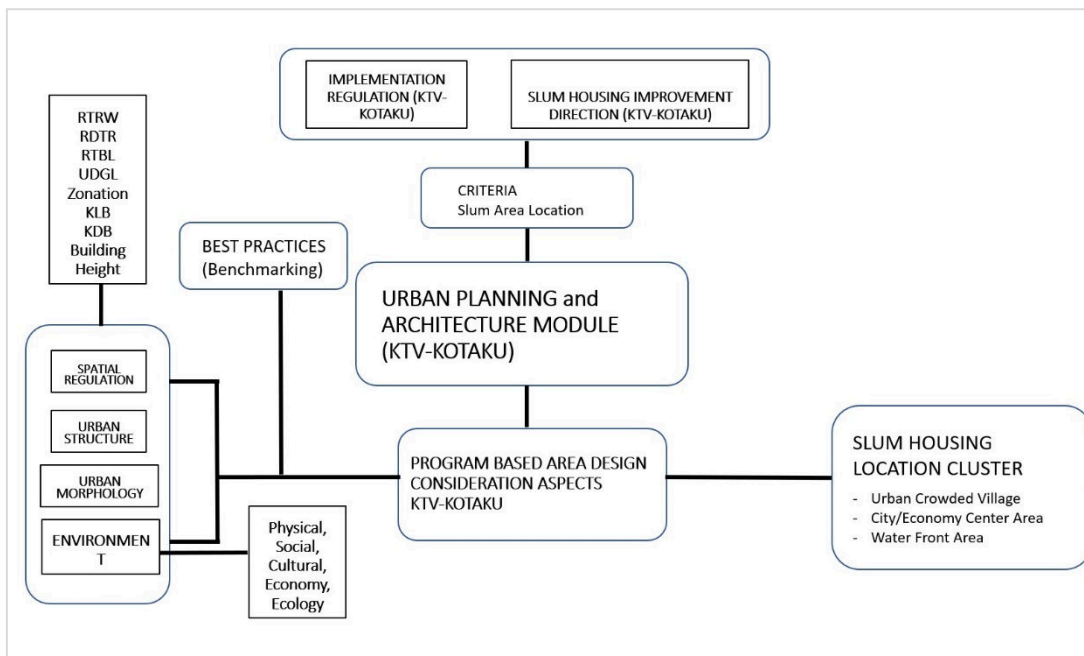 IMPLEMENTATION
REGULATION (KTV-
KOTAKU)
SLUM HOUSING IMPROVEMENT
DIRECTION (KTV-KOTAKU)
CRITERIA
Slum Area Location
RTRW
RDTR
RTBL
UDGL
Zonation
KLB
KDB
Building
Height
BEST PRACTICES
(Benchmarking)
URBAN PLANNING and
ARCHITECTURE MODULE
(KTV-KOTAKU)
SPATIAL
REGULATION
URBAN
STRUCTURE
URBAN
MORPHOLOGY
ENVIRONMEN
T
Physical,
Social,
Cultural,
Economy,
Ecology
PROGRAM BASED AREA DESIGN
CONSIDERATION ASPECTS
KTV-KOTAKU
SLUM HOUSING
LOCATION CLUSTER
- Urban Crowded Village
- City/Economy Center Area
- Water Front Area